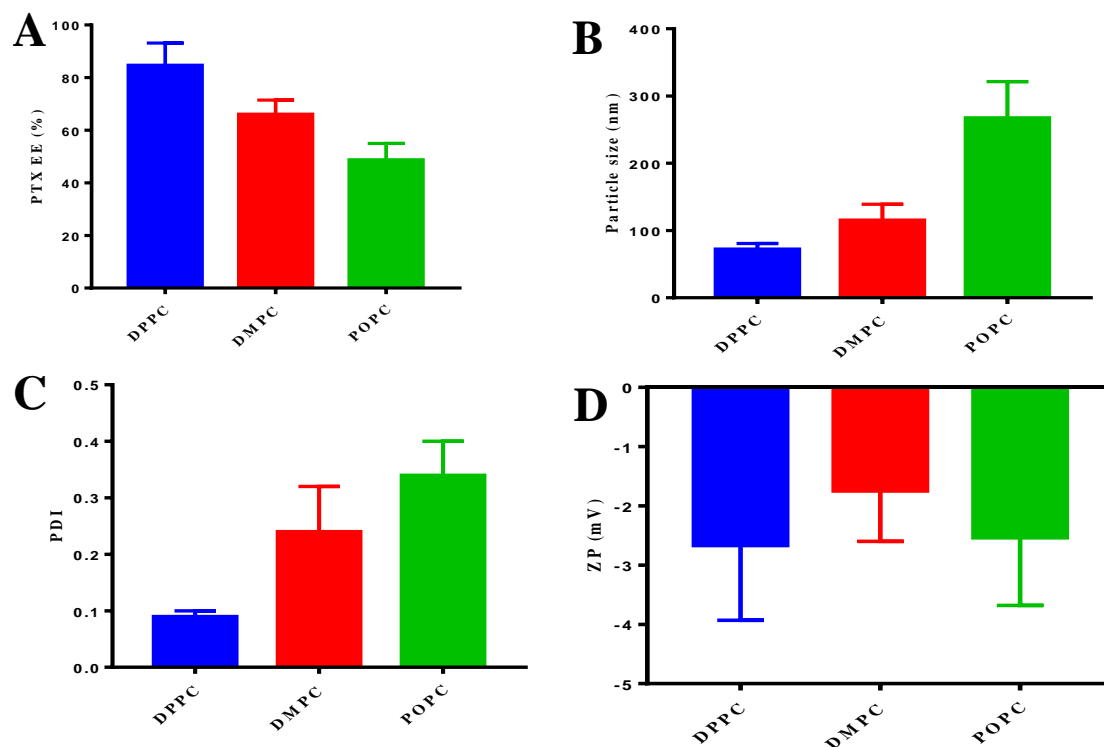 A
PTX EE (%)
100
80
60
40
20
0
DPPC
DMPC
POPC
B
Particle size (nm)
400
300
200
100
0
DPPC
DMPC
POPC
C
PDI
0.5
0.4
0.3
0.2
0.1
0.0
DPPC
DMPC
POPC
D
ZP (mV)
0
-1
-2
-3
-4
-5
DPPC
DMPC
POPC